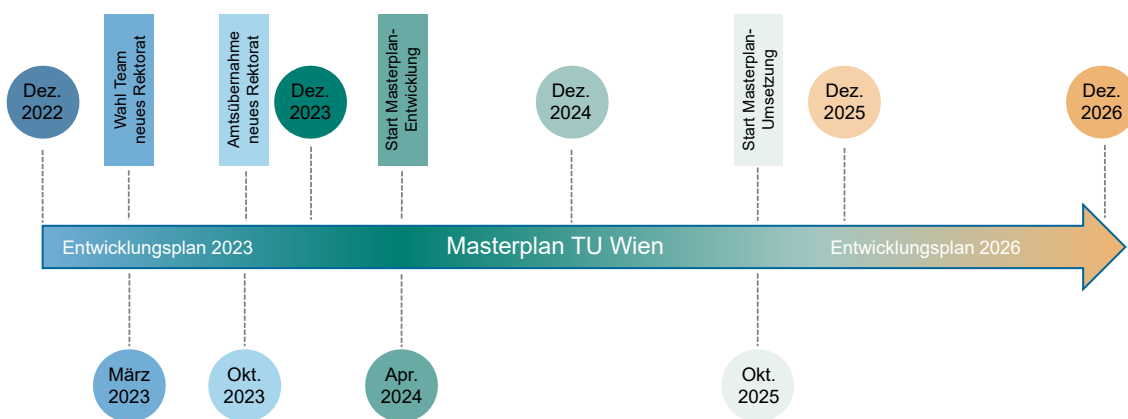 Dez.
2022
Wahl Team
neues Rektorat
Amtsübernahme
neues Rektorat
Dez.
2023
Start Masterplan-
Entwicklung
Dez.
2024
Start Masterplan-
Umsetzung
Dez.
2025
Dez.
2026
Entwicklungsplan 2023
Masterplan TU Wien
Entwicklungsplan 2026
März
2023
Okt.
2023
Apr.
2024
Okt.
2025